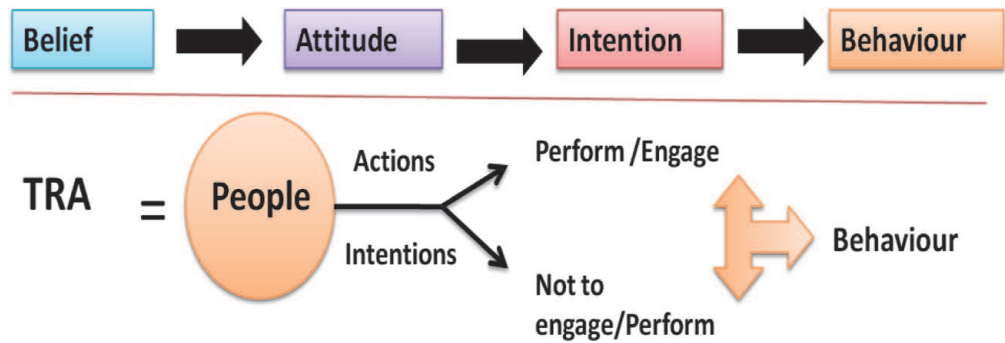 Belief Attitude Intention Behaviour
TRA = People
Actions
Intentions
Perform /Engage
Not to
engage/Perform
Behaviour